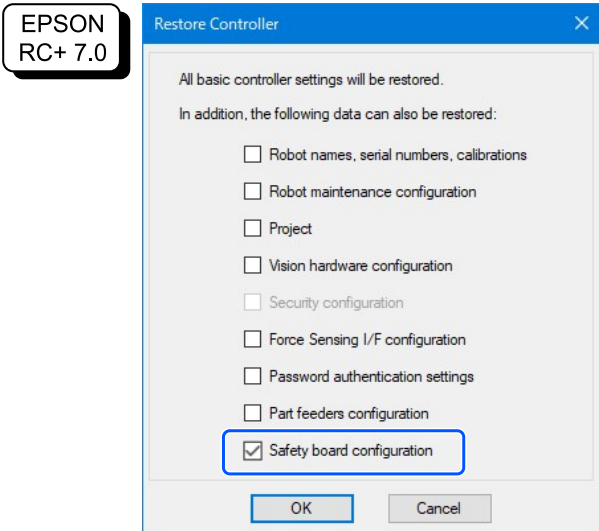 EPSON
RC+ 7.0
Restore Controller
All basic controller settings will be restored.
In addition, the following data can also be restored:
Robot names, serial numbers, calibrations
Robot maintenance configuration
Project
Vision hardware configuration
Security configuration
Force Sensing I/F configuration
Password authentication settings
Part feeders configuration
Safety board configuration
OK
Cancel